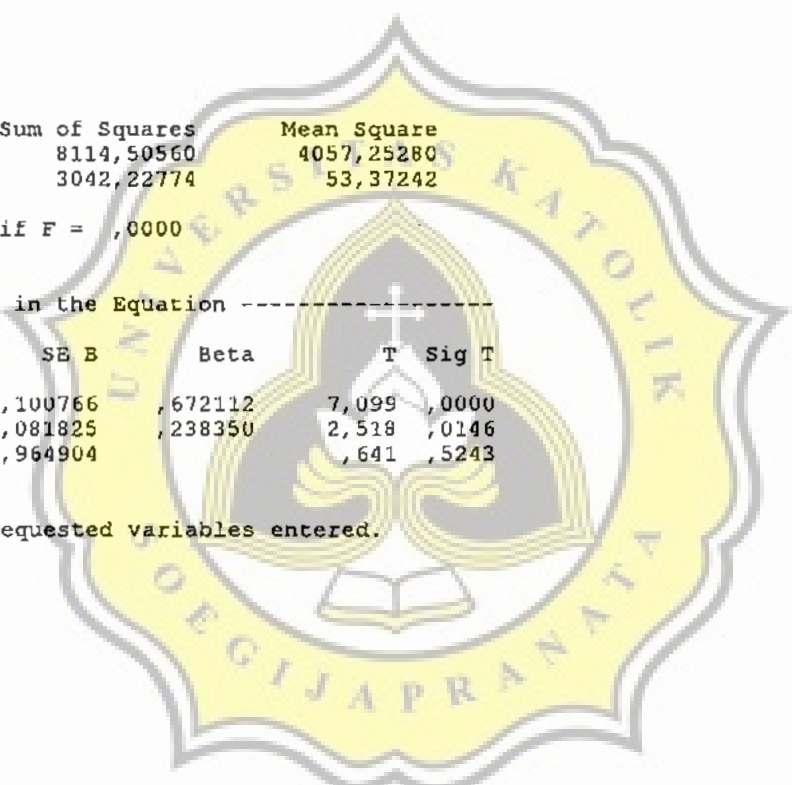 Sum of Squares Mean Square
8114,50560 4057,25280
3042,22774 53,37242
if F = ,0000
in the Equation ------------------
SE B Beta T Sig T
,100766 ,672112 7,099 ,0000
,081825 ,238350 2,518 ,0146
,964904 ,641 ,5243
equested variables entered.
UNIVERSITAS KATOLIK
SOEGIJAPRANATA